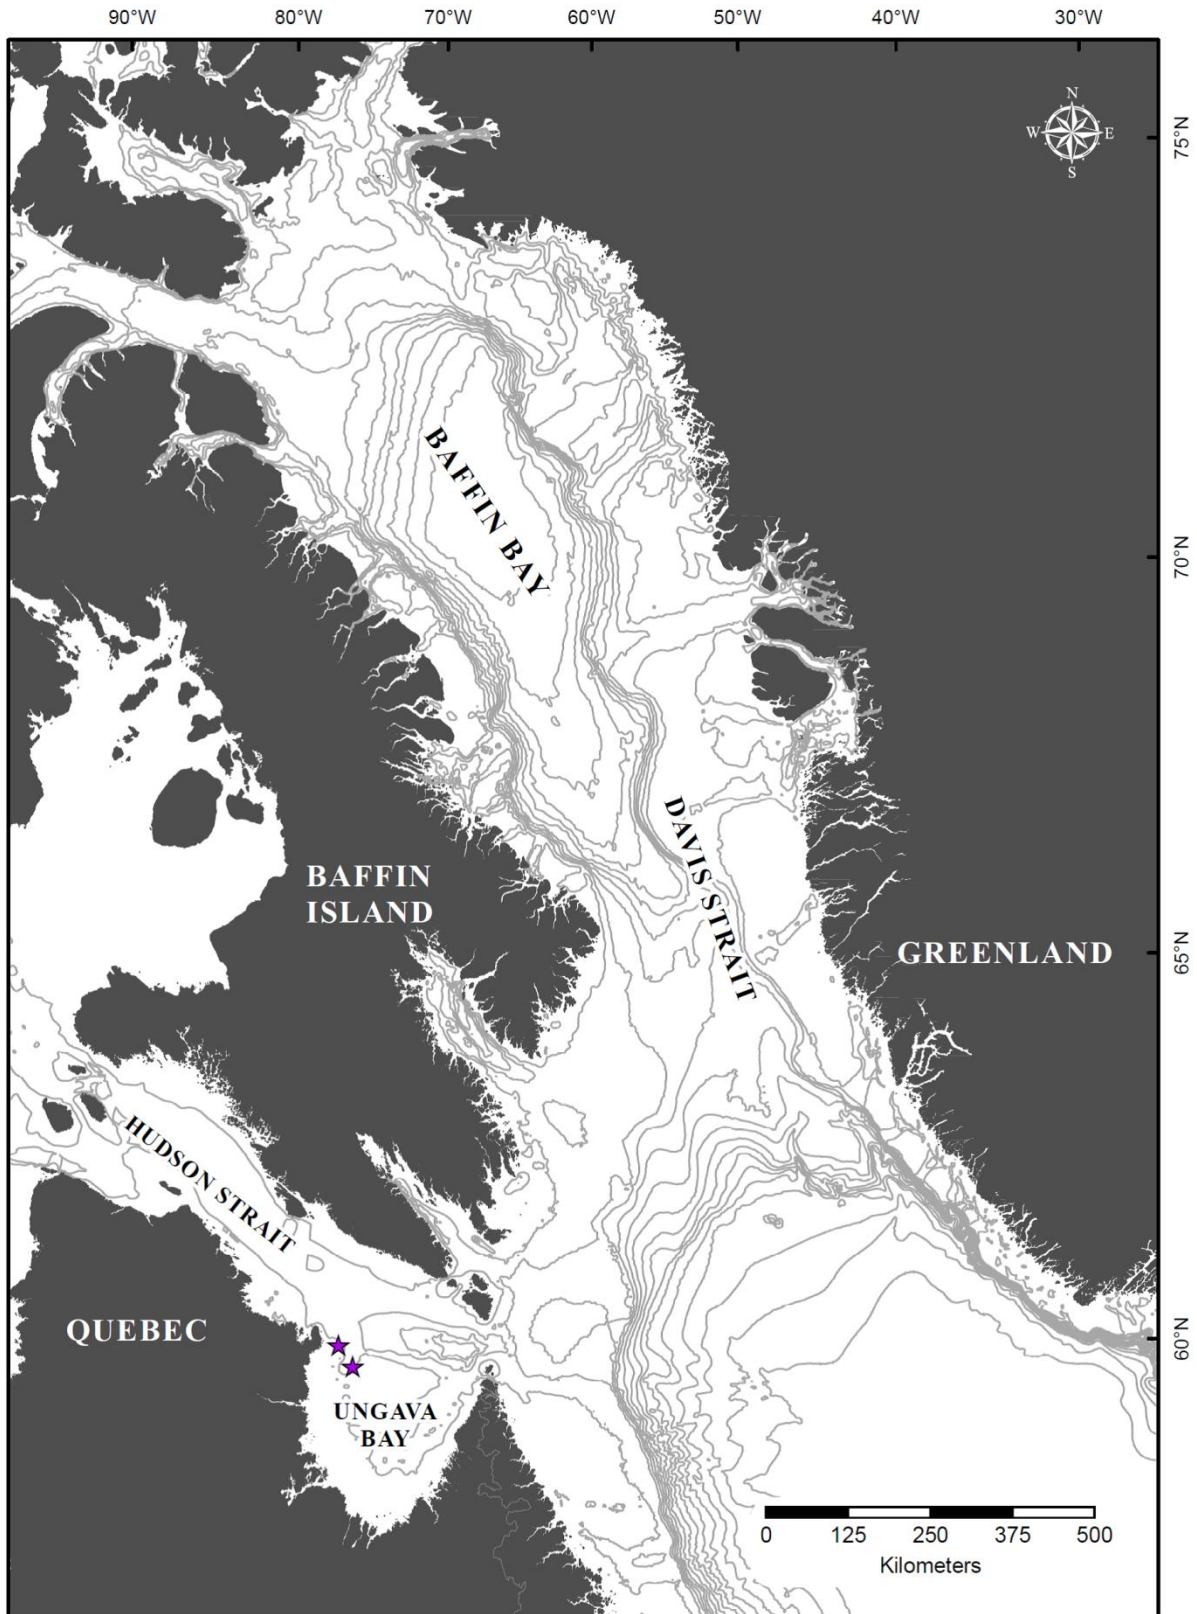 90°W 80°W 70°W 60°W 50°W 40°W 30°W
N
W E
S
75°N
BAFFIN BAY
70°N
DAVIS STRAIT
BAFFIN
ISLAND
GREENLAND
65°N
HUDSON STRAIT
QUEBEC
60°N
UNGAVA
BAY
0 125 250 375 500
Kilometers